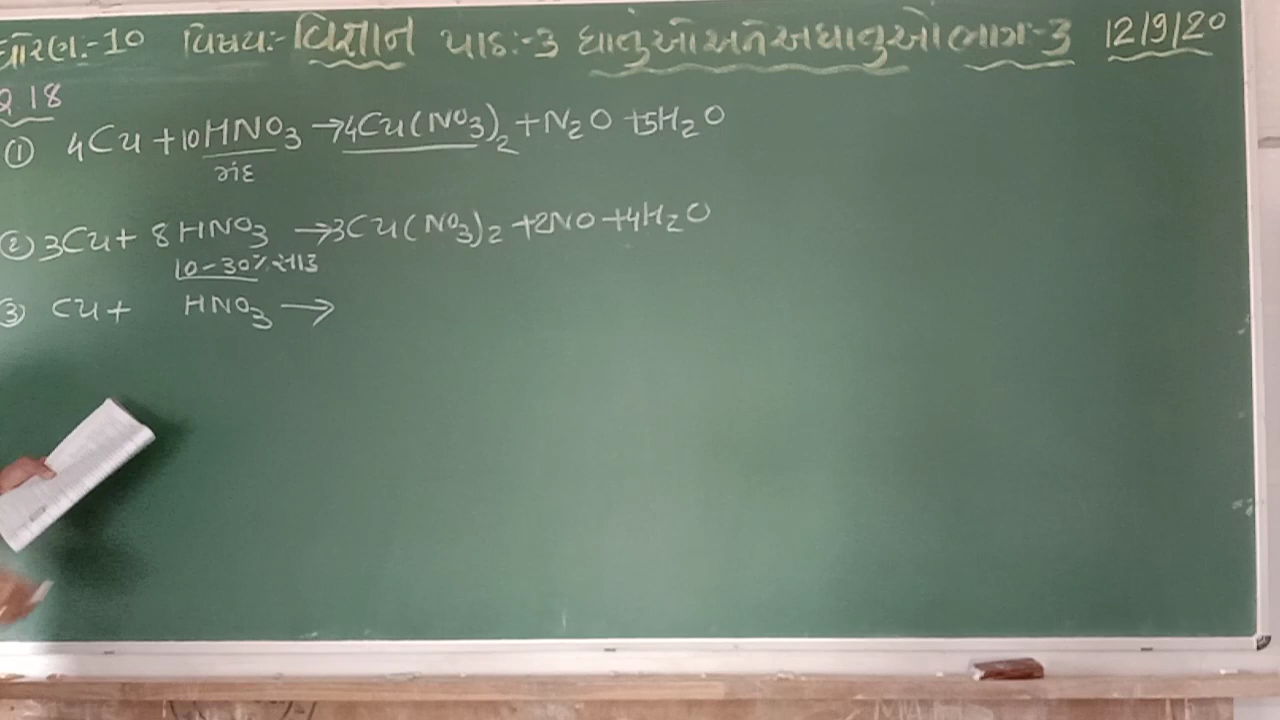 ધોરણ:-10 વિષય:- વિજ્ઞાન પાઠ:-3 ધાતુઓ અને અધાતુઓ ભાગ-3 12/9/20
Q 18
① 4Cu + 10HNO3 → 4Cu(NO3)2 + N2O + 5H2O
મંદ
② 3Cu + 8HNO3 → 3Cu(NO3)2 + 2NO + 4H2O
10-30% સાંદ્ર
③ Cu + HNO3 →